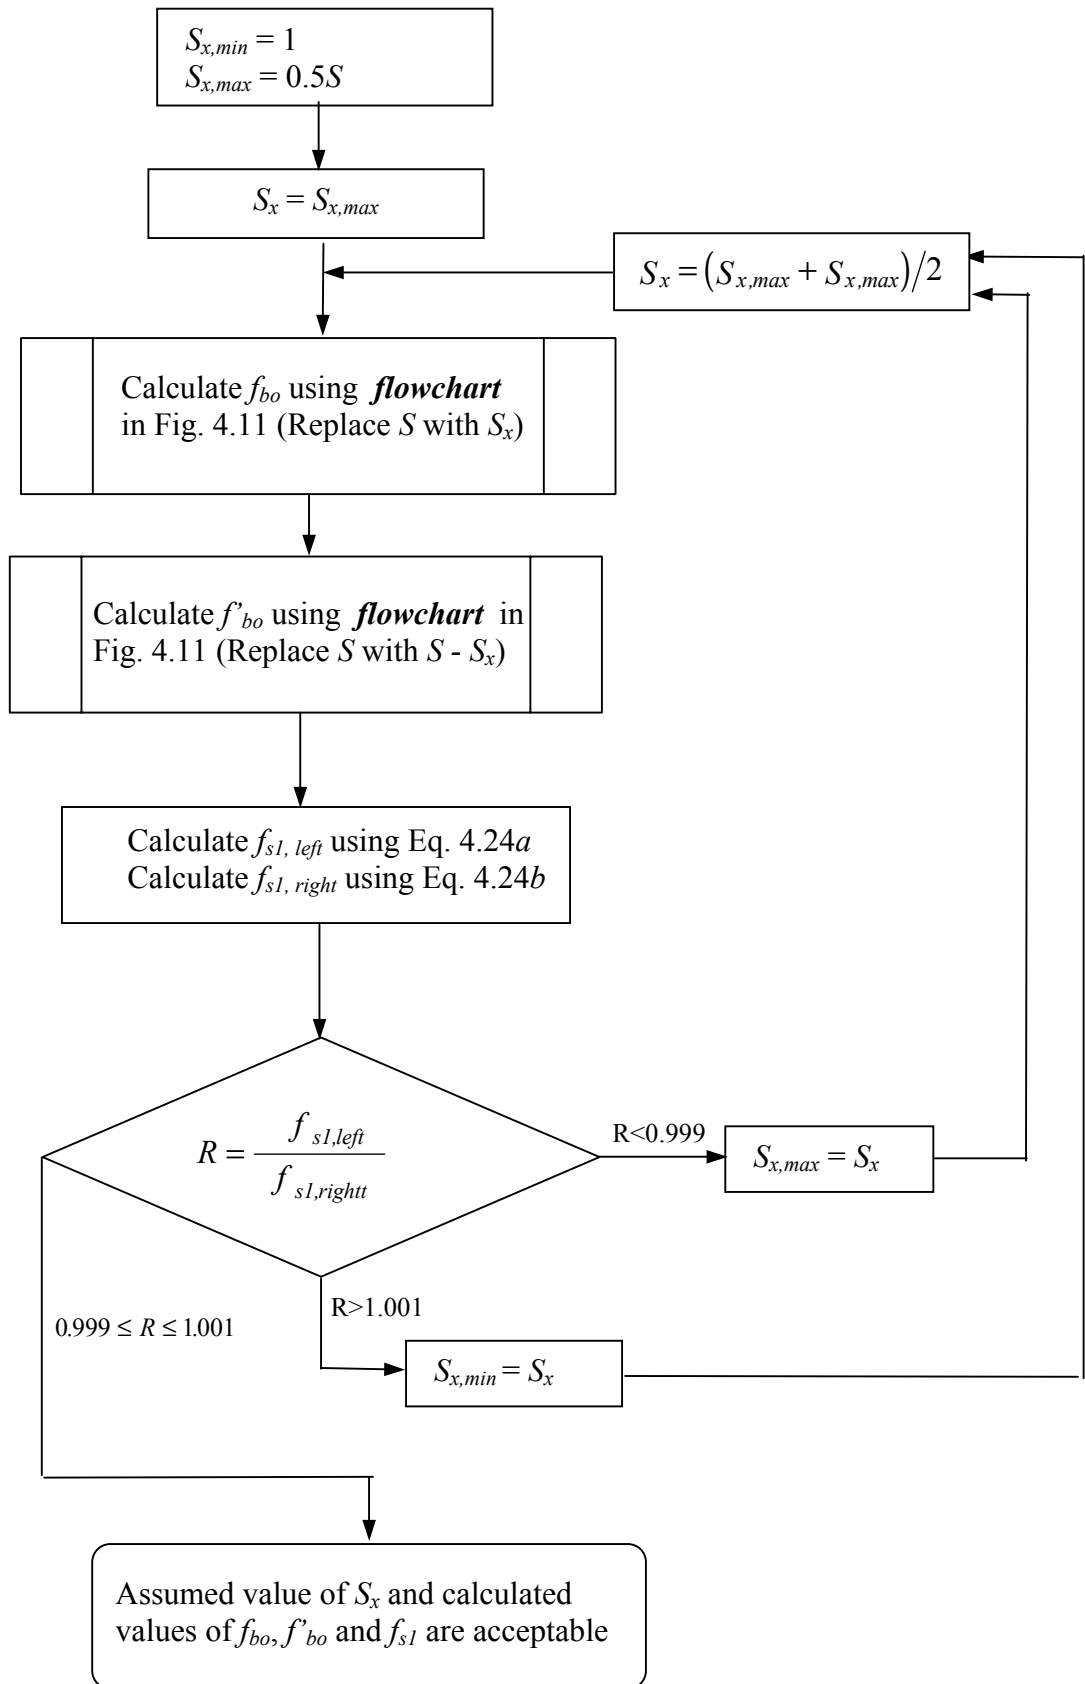 S_{x,min} = 1
S_{x,max} = 0.5S
S_x = S_{x,max}
S_x = (S_{x,max} + S_{x,max})/2
Calculate f_{bo} using flowchart
in Fig. 4.11 (Replace S with S_x)
Calculate f’_{bo} using flowchart in
Fig. 4.11 (Replace S with S - S_x)
Calculate f_{s1, left} using Eq. 4.24a
Calculate f_{s1, right} using Eq. 4.24b
R = f_{s1,left} / f_{s1,rightt}
R<0.999
S_{x,max} = S_x
R>1.001
0.999 ≤ R ≤ 1.001
S_{x,min} = S_x
Assumed value of S_x and calculated
values of f_{bo}, f’_{bo} and f_{s1} are acceptable